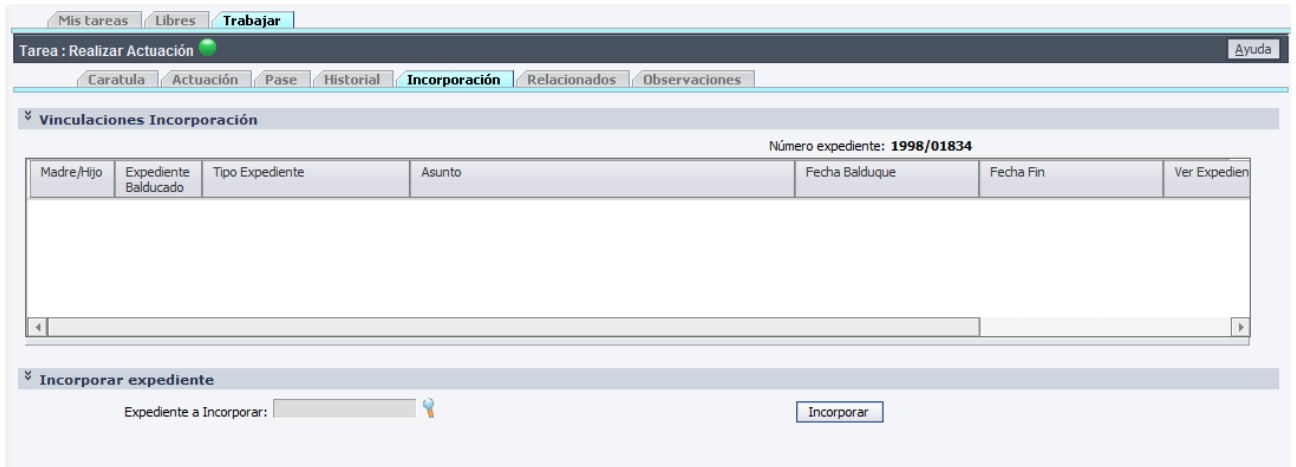 Mis tareas Libres Trabajar
Tarea : Realizar Actuación Ayuda
Caratula Actuación Pase Historial Incorporación Relacionados Observaciones
Vinculaciones Incorporación
Número expediente: 1998/01834
Madre/Hijo Expediente Tipo Expediente Asunto Fecha Balduque Fecha Fin Ver Expedien
Balducado
Incorporar expediente
Expediente a Incorporar: Incorporar